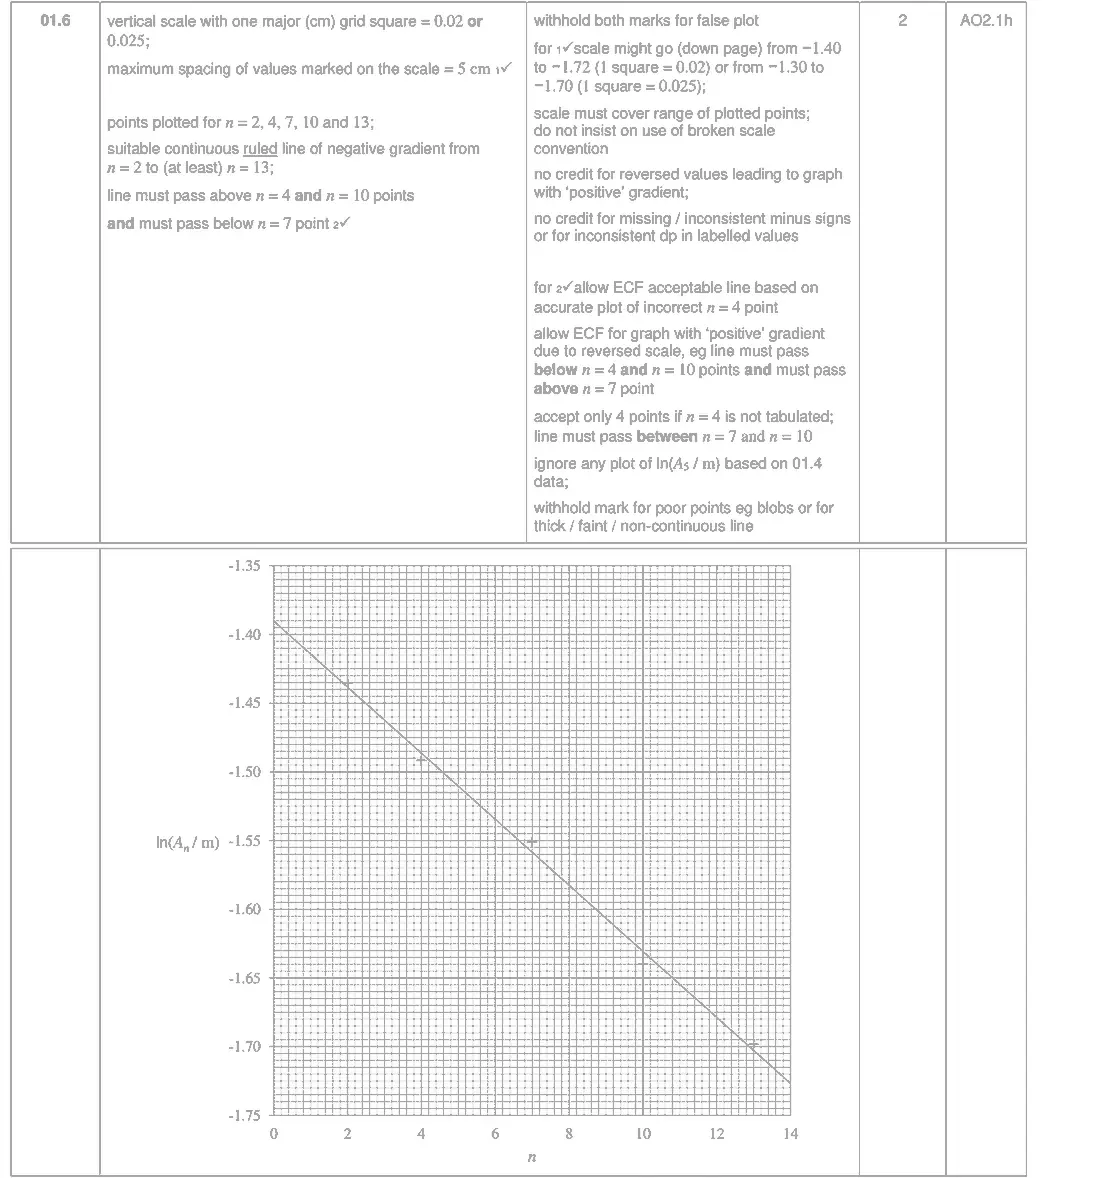 01.6
vertical scale with one major (cm) grid square = 0.02 or
0.025;
maximum spacing of values marked on the scale = 5 cm 1✓
points plotted for n = 2, 4, 7, 10 and 13;
suitable continuous ruled line of negative gradient from
n = 2 to (at least) n = 13;
line must pass above n = 4 and n = 10 points
and must pass below n = 7 point 2✓
withhold both marks for false plot
for 1✓scale might go (down page) from −1.40
to −1.72 (1 square = 0.02) or from −1.30 to
−1.70 (1 square = 0.025);
scale must cover range of plotted points;
do not insist on use of broken scale
convention
no credit for reversed values leading to graph
with ‘positive’ gradient;
no credit for missing / inconsistent minus signs
or for inconsistent dp in labelled values
for 2✓allow ECF acceptable line based on
accurate plot of incorrect n = 4 point
allow ECF for graph with ‘positive’ gradient
due to reversed scale, eg line must pass
below n = 4 and n = 10 points and must pass
above n = 7 point
accept only 4 points if n = 4 is not tabulated;
line must pass between n = 7 and n = 10
ignore any plot of ln(A5 / m) based on 01.4
data;
withhold mark for poor points eg blobs or for
thick / faint / non-continuous line
2
AO2.1h
-1.35
-1.40
-1.45
-1.50
ln(An / m) -1.55
-1.60
-1.65
-1.70
-1.75
0 2 4 6 8 10 12 14
n